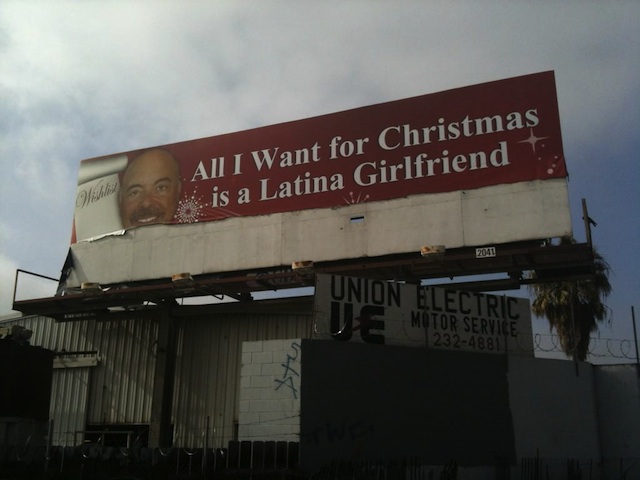 Wishlist
All I Want for Christmas
is a Latina Girlfriend
2041
UNION ELECTRIC
UE MOTOR SERVICE
232-4881